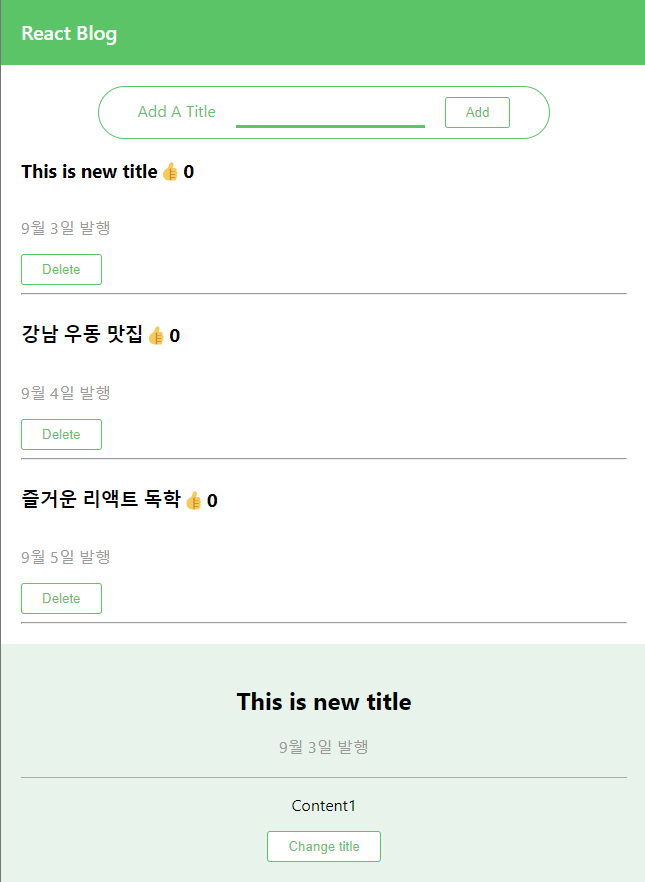 React Blog
Add A Title Add
This is new title 👍 0
9월 3일 발행
Delete
강남 우동 맛집 👍 0
9월 4일 발행
Delete
즐거운 리액트 독학 👍 0
9월 5일 발행
Delete
This is new title
9월 3일 발행
Content1
Change title